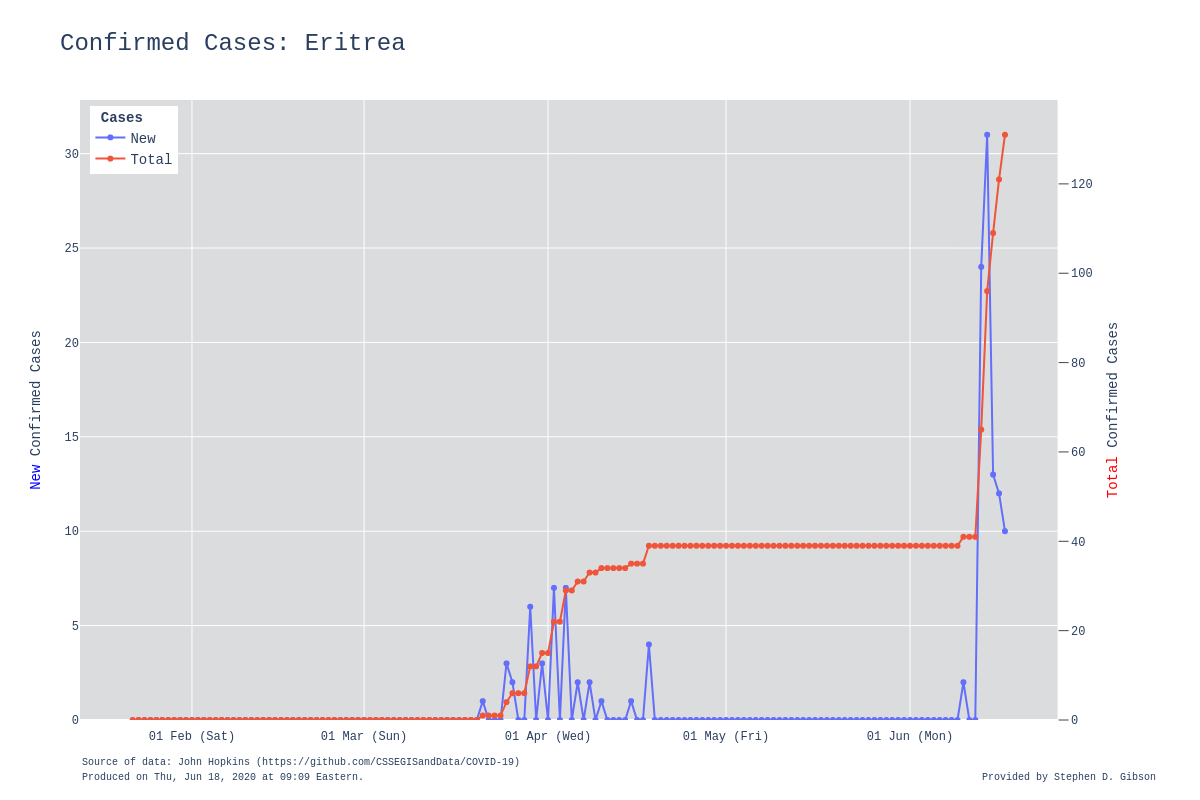 Confirmed Cases: Eritrea
Cases
New
Total
30
25
20
15
10
5
0
New Confirmed Cases
120
100
80
60
40
20
0
Total Confirmed Cases
01 Feb (Sat)
01 Mar (Sun)
01 Apr (Wed)
01 May (Fri)
01 Jun (Mon)
Source of data: John Hopkins (https://github.com/CSSEGISandData/COVID-19)
Produced on Thu, Jun 18, 2020 at 09:09 Eastern.
Provided by Stephen D. Gibson